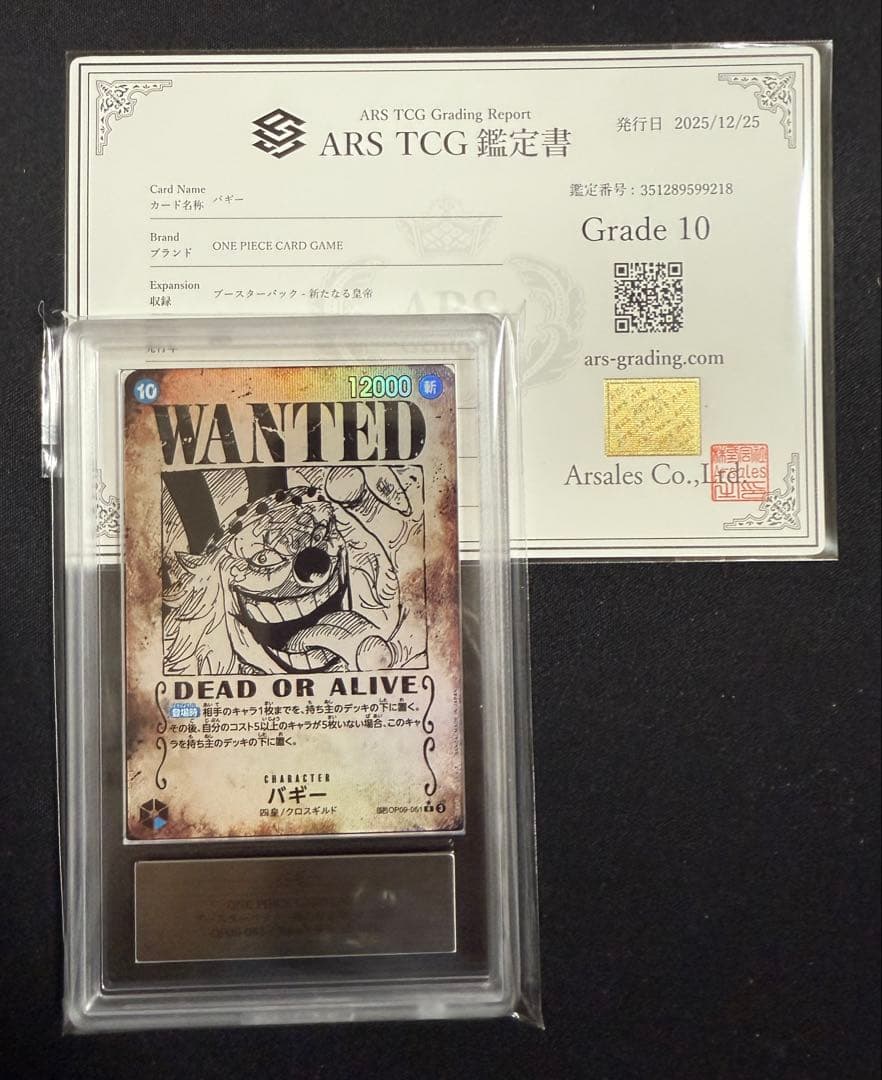 ARS TCG Grading Report
ARS TCG 鑑定書
発行日 2025/12/25
Card Name
カード名称 バギー
鑑定番号 : 351289599218
Grade 10
Brand
ブランド ONE PIECE CARD GAME
Expansion
収録 ブースターパック - 新たなる皇帝
発行年
ars-grading.com
Arsales Co.,Ltd.
10
12000 斬
WANTED
DEAD OR ALIVE
登場時 相手のキャラ1枚までを、持ち主のデッキの下に置く。
その後、自分のコスト5以上のキャラが5枚いない場合、このキャ
ラを持ち主のデッキの下に置く。
CHARACTER
バギー
四皇/クロスギルド
OP09-051 R 3